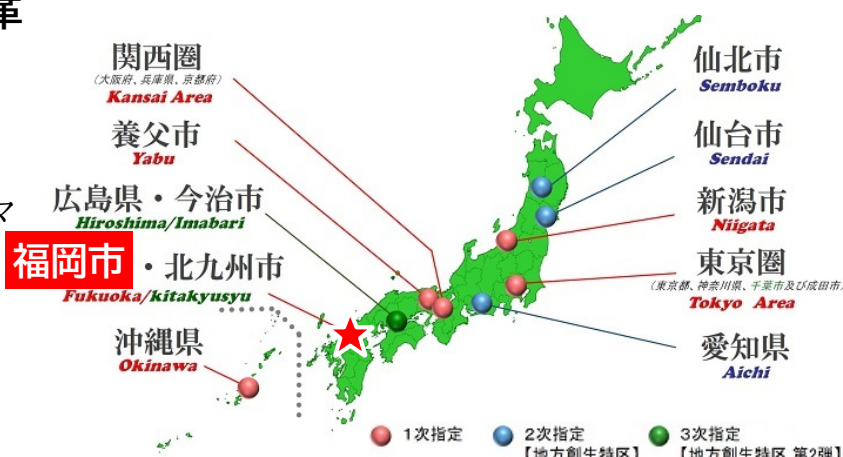 革
関西圏
(大阪府、兵庫県、京都府)
Kansai Area
養父市
Yabu
広島県・今治市
Hiroshima/Imabari
マ
福岡市・北九州市
Fukuoka/kitakyusyu
沖縄県
Okinawa
仙北市
Semboku
仙台市
Sendai
新潟市
Niigata
東京圏
(東京都、神奈川県、千葉市及び成田市)
Tokyo Area
愛知県
Aichi
1次指定
2次指定
【地方創生特区】
3次指定
【地方創生特区 第2弾】